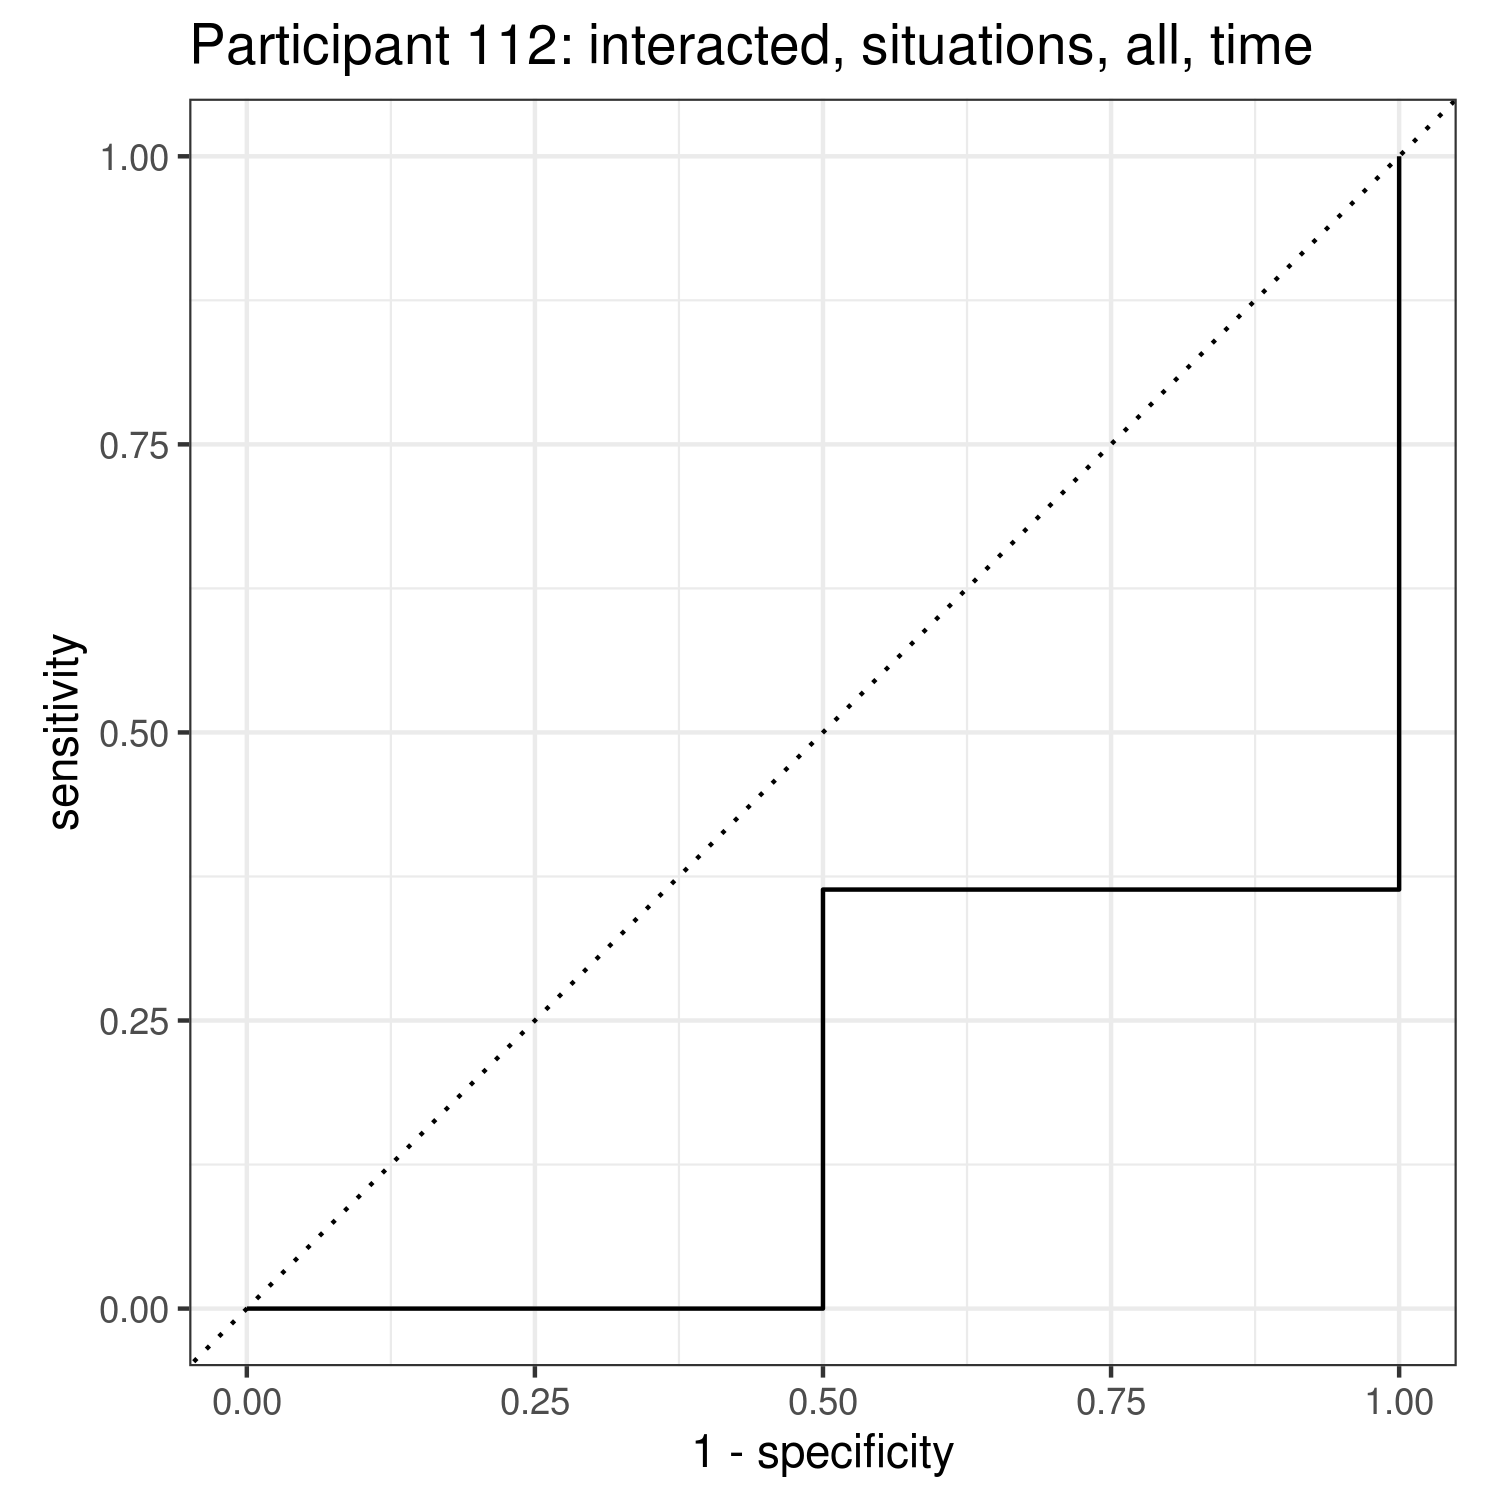 Participant 112: interacted, situations, all, time
1.00
0.75
0.50
0.25
0.00
sensitivity
0.00 0.25 0.50 0.75 1.00
1 - specificity